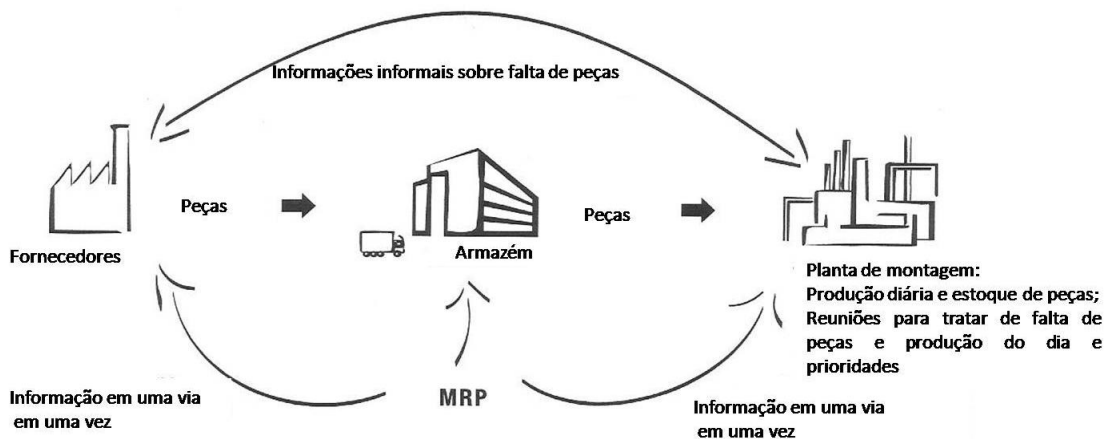 Informações informais sobre falta de peças
Peças
Peças
Fornecedores
Armazém
Planta de montagem:
Produção diária e estoque de peças;
Reuniões para tratar de falta de
peças e produção do dia e
prioridades
Informação em uma via
em uma vez
MRP
Informação em uma via
em uma vez